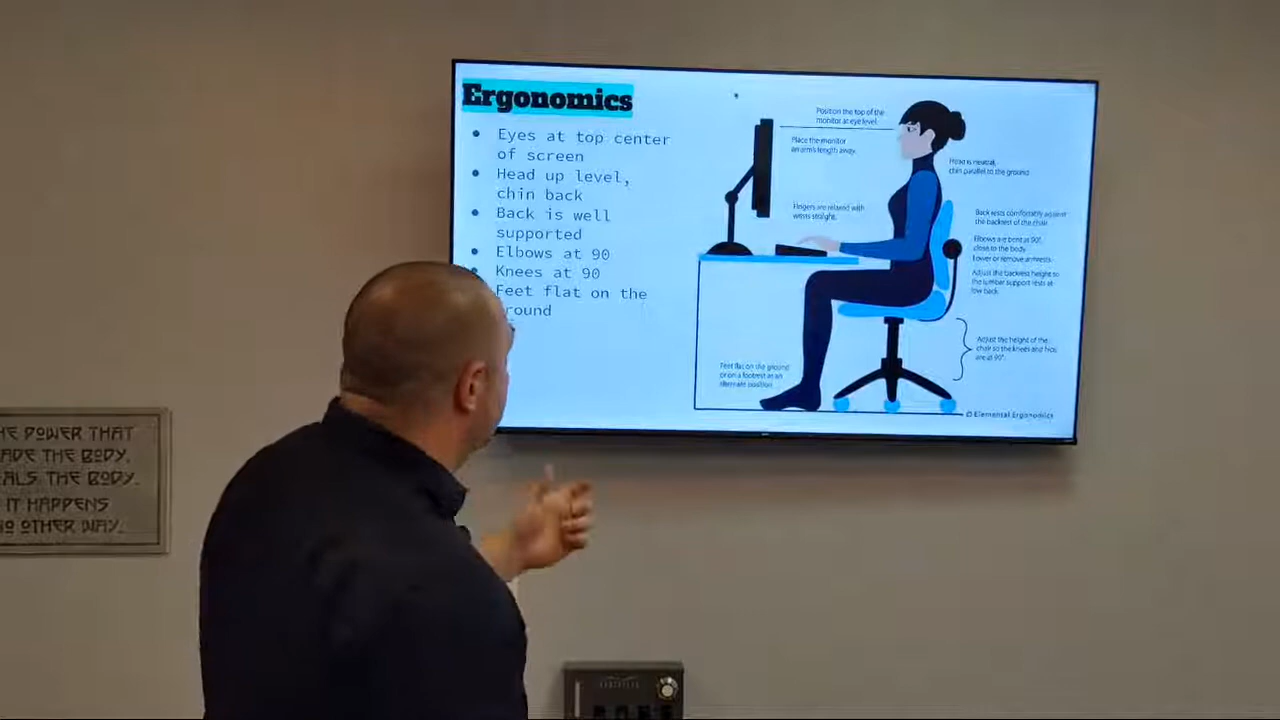 Ergonomics
Eyes at top center
of screen
Head up level,
chin back
Back is well
supported
Elbows at 90
Knees at 90
Feet flat on the
round
Position the top of the
monitor at eye level.
Place the monitor
an arm's length away.
Head is neutral,
chin parallel to the ground
Fingers are relaxed with
wrists straight.
Back rests comfortably against
the backrest of the chair.
Elbows are bent at 90°,
close to the body.
Lower or remove armrests.
Adjust the backrest height so
the lumbar support rests at
low back.
Adjust the height of the
chair so the knees and hips
are at 90°.
Feet flat on the ground
or on a footrest as an
alternate position.
© Elemental Ergonomics
HE POWER THAT
ADE THE BODY,
ALS THE BODY.
IT HAPPENS
NO OTHER WAY.